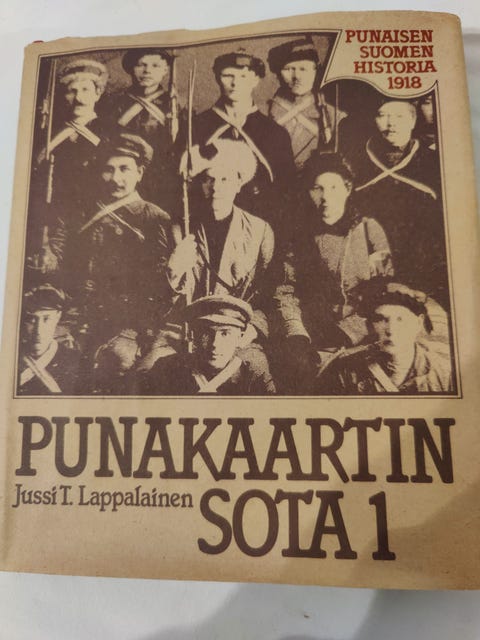 PUNAISEN
SUOMEN
HISTORIA
1918
PUNAKAARTIN
Jussi T. Lappalainen
SOTA 1